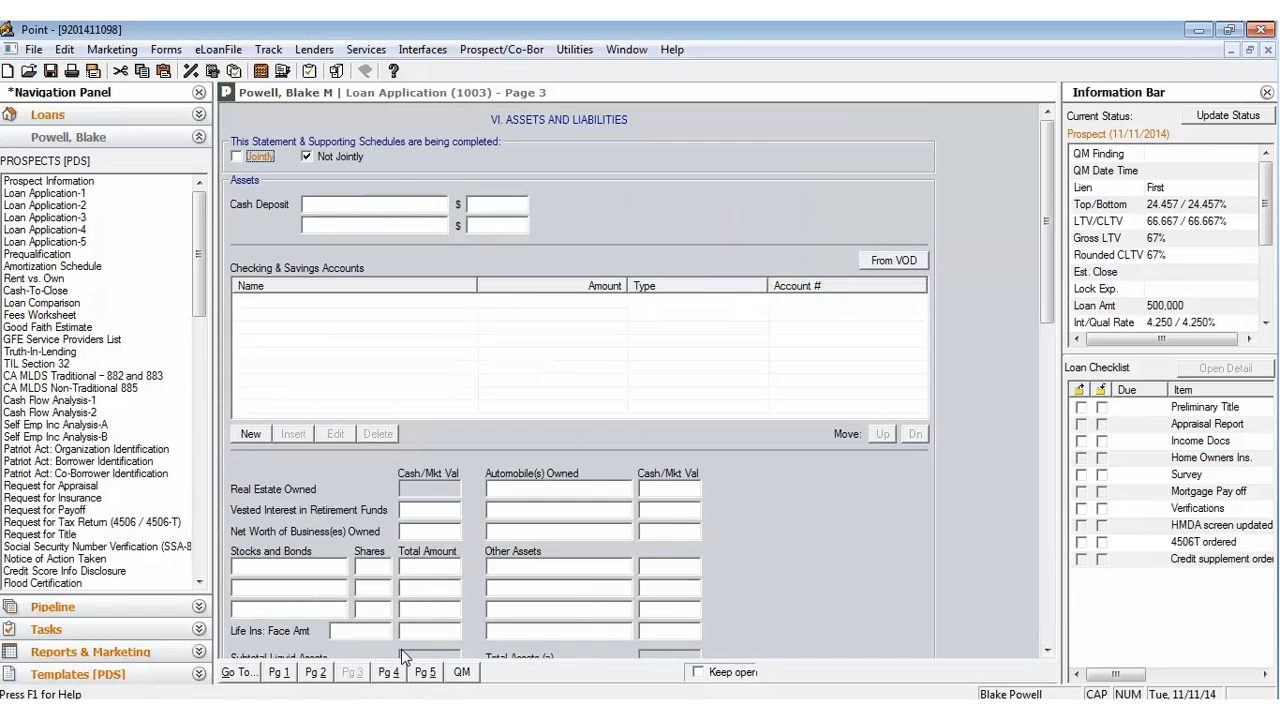 Point - [9201411098]
File Edit Marketing Forms eLoanFile Track Lenders Services Interfaces Prospect/Co-Bor Utilities Window Help
*Navigation Panel
Loans
Powell, Blake
PROSPECTS [PDS]
Prospect Information
Loan Application-1
Loan Application-2
Loan Application-3
Loan Application-4
Loan Application-5
Prequalification
Amortization Schedule
Rent vs. Own
Cash-To-Close
Loan Comparison
Fees Worksheet
Good Faith Estimate
GFE Service Providers List
Truth-In-Lending
TIL Section 32
CA MLDS Traditional – 882 and 883
CA MLDS Non-Traditional 885
Cash Flow Analysis-1
Cash Flow Analysis-2
Self Emp Inc Analysis-A
Self Emp Inc Analysis-B
Patriot Act: Organization Identification
Patriot Act: Borrower Identification
Patriot Act: Co-Borrower Identification
Request for Appraisal
Request for Insurance
Request for Payoff
Request for Tax Return (4506 / 4506-T)
Request for Title
Social Security Number Verification (SSA-8
Notice of Action Taken
Credit Score Info Disclosure
Flood Certification
Pipeline
Tasks
Reports & Marketing
Templates [PDS]
Powell, Blake M | Loan Application (1003) - Page 3
VI. ASSETS AND LIABILITIES
This Statement & Supporting Schedules are being completed:
Jointly Not Jointly
Assets
Cash Deposit $
$
From VOD
Checking & Savings Accounts
Name Amount Type Account #
New Insert Edit Delete Move: Up Dn
Cash/Mkt Val Automobile(s) Owned Cash/Mkt Val
Real Estate Owned
Vested Interest in Retirement Funds
Net Worth of Business(es) Owned
Stocks and Bonds Shares Total Amount Other Assets
Life Ins: Face Amt
Subtotal Liquid Assets Total Assets (a)
Go To... Pg 1 Pg 2 Pg 3 Pg 4 Pg 5 QM Keep open
Information Bar
Current Status: Update Status
Prospect (11/11/2014)
QM Finding
QM Date Time
Lien First
Top/Bottom 24.457 / 24.457%
LTV/CLTV 66.667 / 66.667%
Gross LTV 67%
Rounded CLTV 67%
Est. Close
Lock Exp.
Loan Amt 500,000
Int/Qual Rate 4.250 / 4.250%
Loan Checklist Open Detail
Due Item
Preliminary Title
Appraisal Report
Income Docs
Home Owners Ins.
Survey
Mortgage Pay off
Verifications
HMDA screen updated
4506T ordered
Credit supplement orde
Press F1 for Help
Blake Powell CAP NUM Tue, 11/11/14